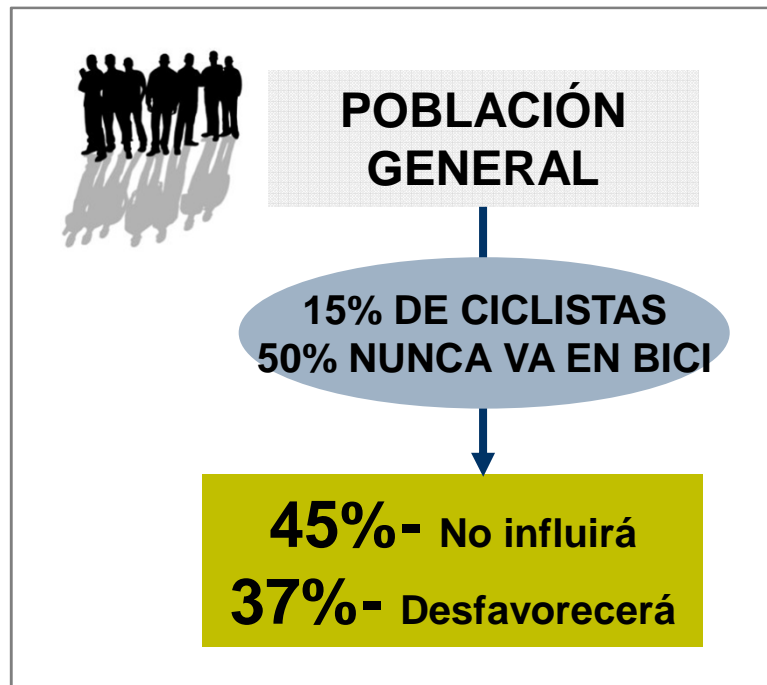 POBLACIÓN
GENERAL
15% DE CICLISTAS
50% NUNCA VA EN BICI
45%- No influirá
37%- Desfavorecerá